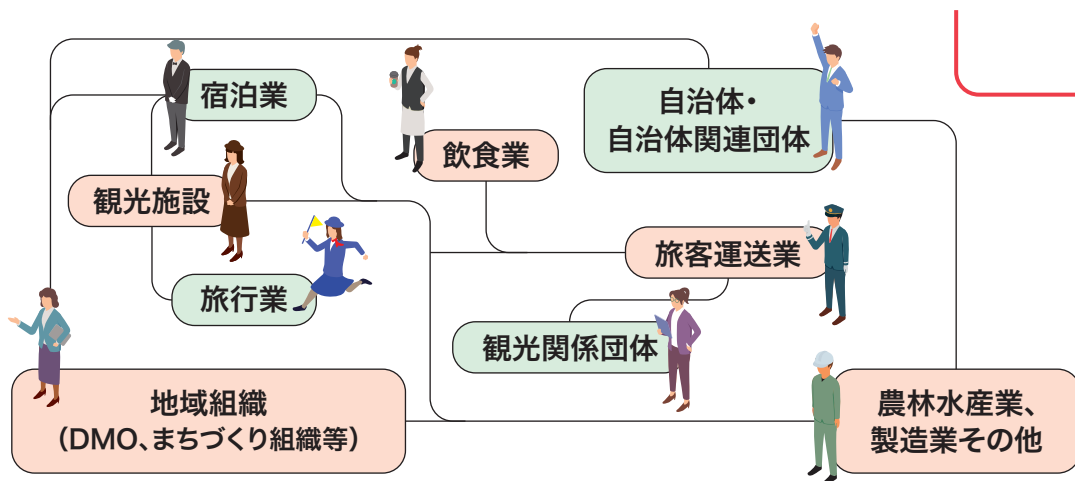 宿泊業
飲食業
自治体・
自治体関連団体
観光施設
旅客運送業
旅行業
観光関係団体
地域組織
（DMO、まちづくり組織等）
農林水産業、
製造業その他